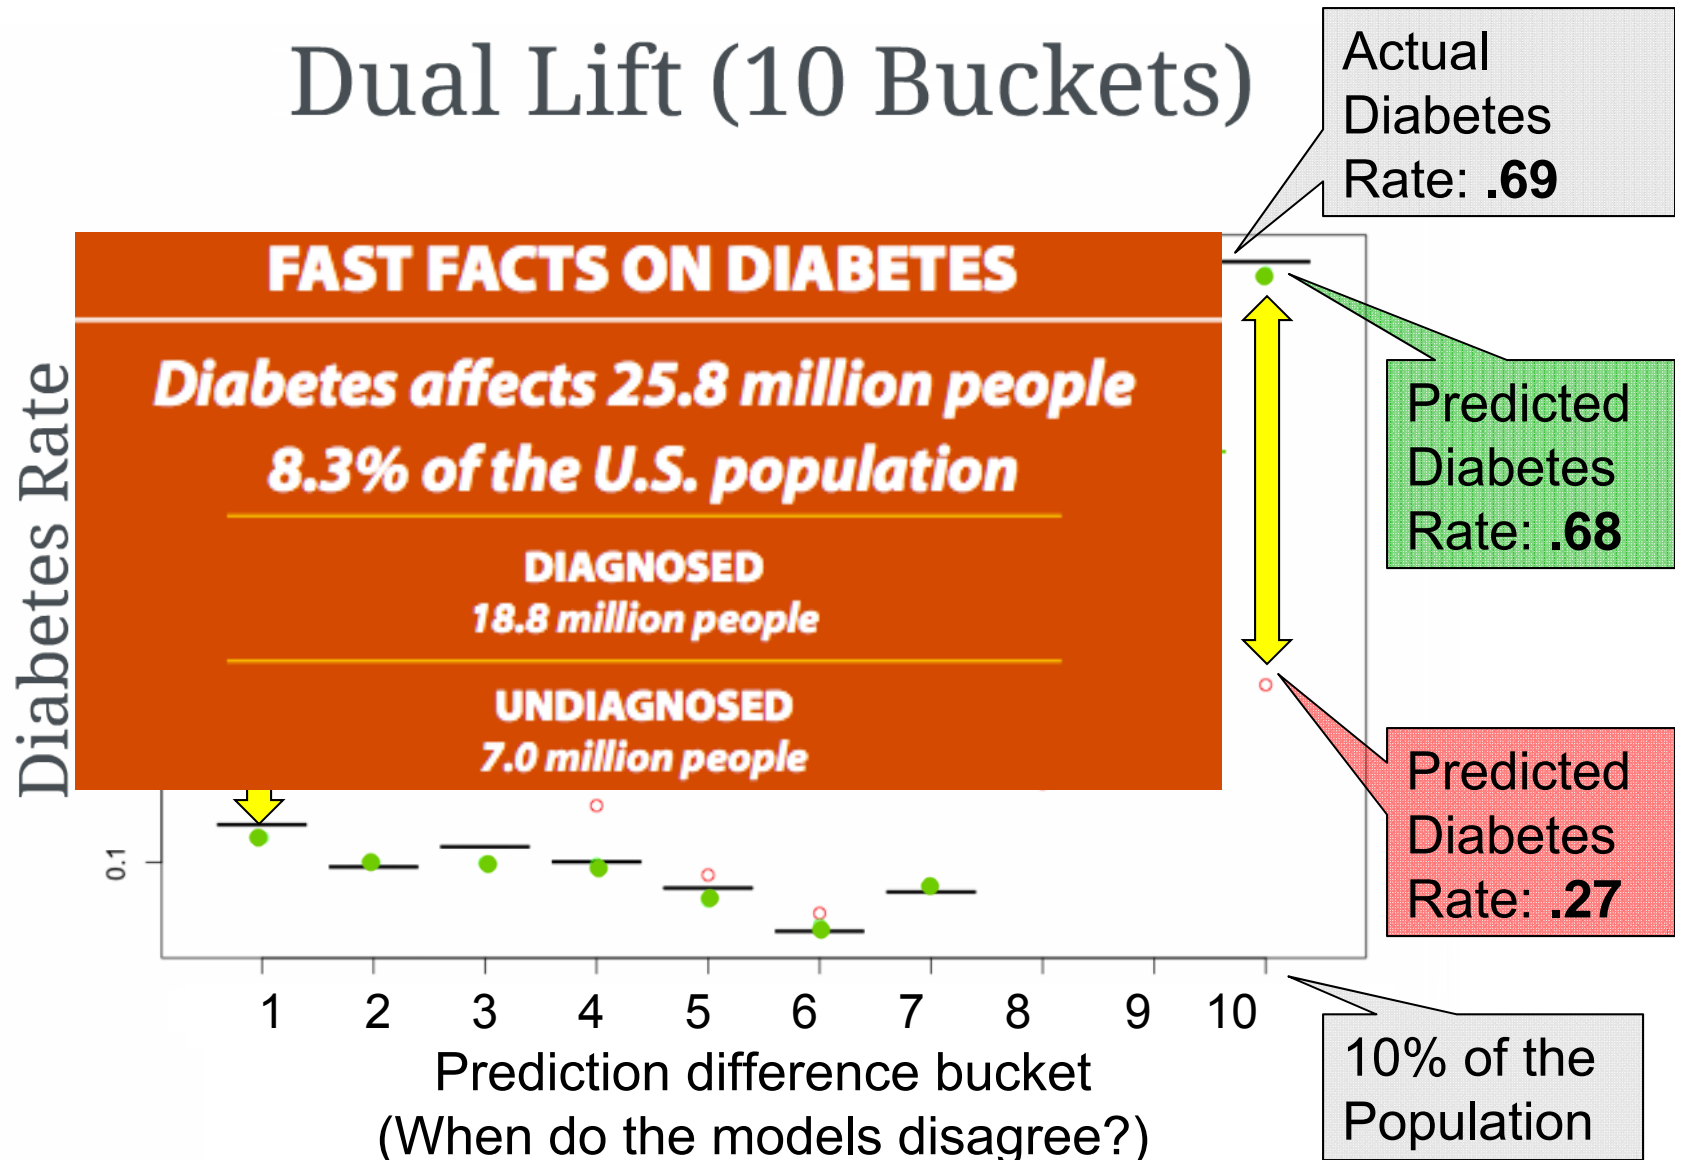 Dual Lift (10 Buckets)
Actual
Diabetes
Rate: .69
FAST FACTS ON DIABETES
Diabetes affects 25.8 million people
8.3% of the U.S. population
DIAGNOSED
18.8 million people
UNDIAGNOSED
7.0 million people
Predicted
Diabetes
Rate: .68
Predicted
Diabetes
Rate: .27
Diabetes Rate
0.1
1 2 3 4 5 6 7 8 9 10
Prediction difference bucket
(When do the models disagree?)
10% of the
Population